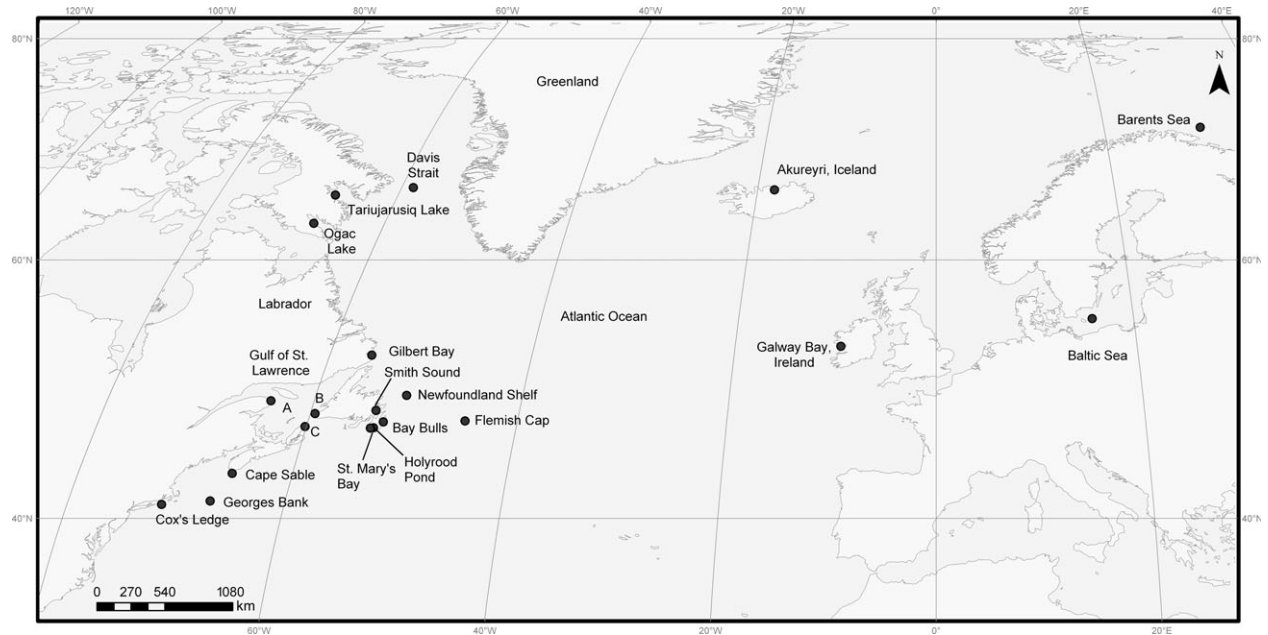 120°W 100°W 80°W 60°W 40°W 20°W 0° 20°E 40°E
80°N 80°N
N
Greenland
Barents Sea
Davis
Strait
Akureyri, Iceland
Tariujarusiq Lake
Ogac
Lake
60°N 60°N
Labrador
Atlantic Ocean
Gilbert Bay
Galway Bay,
Ireland
Baltic Sea
Gulf of St.
Lawrence
Smith Sound
A
B
C
Newfoundland Shelf
Flemish Cap
Bay Bulls
St. Mary's
Bay
Holyrood
Pond
Cape Sable
Georges Bank
Cox's Ledge
40°N 40°N
0 270 540 1080
km
60°W 40°W 20°W 0° 20°E